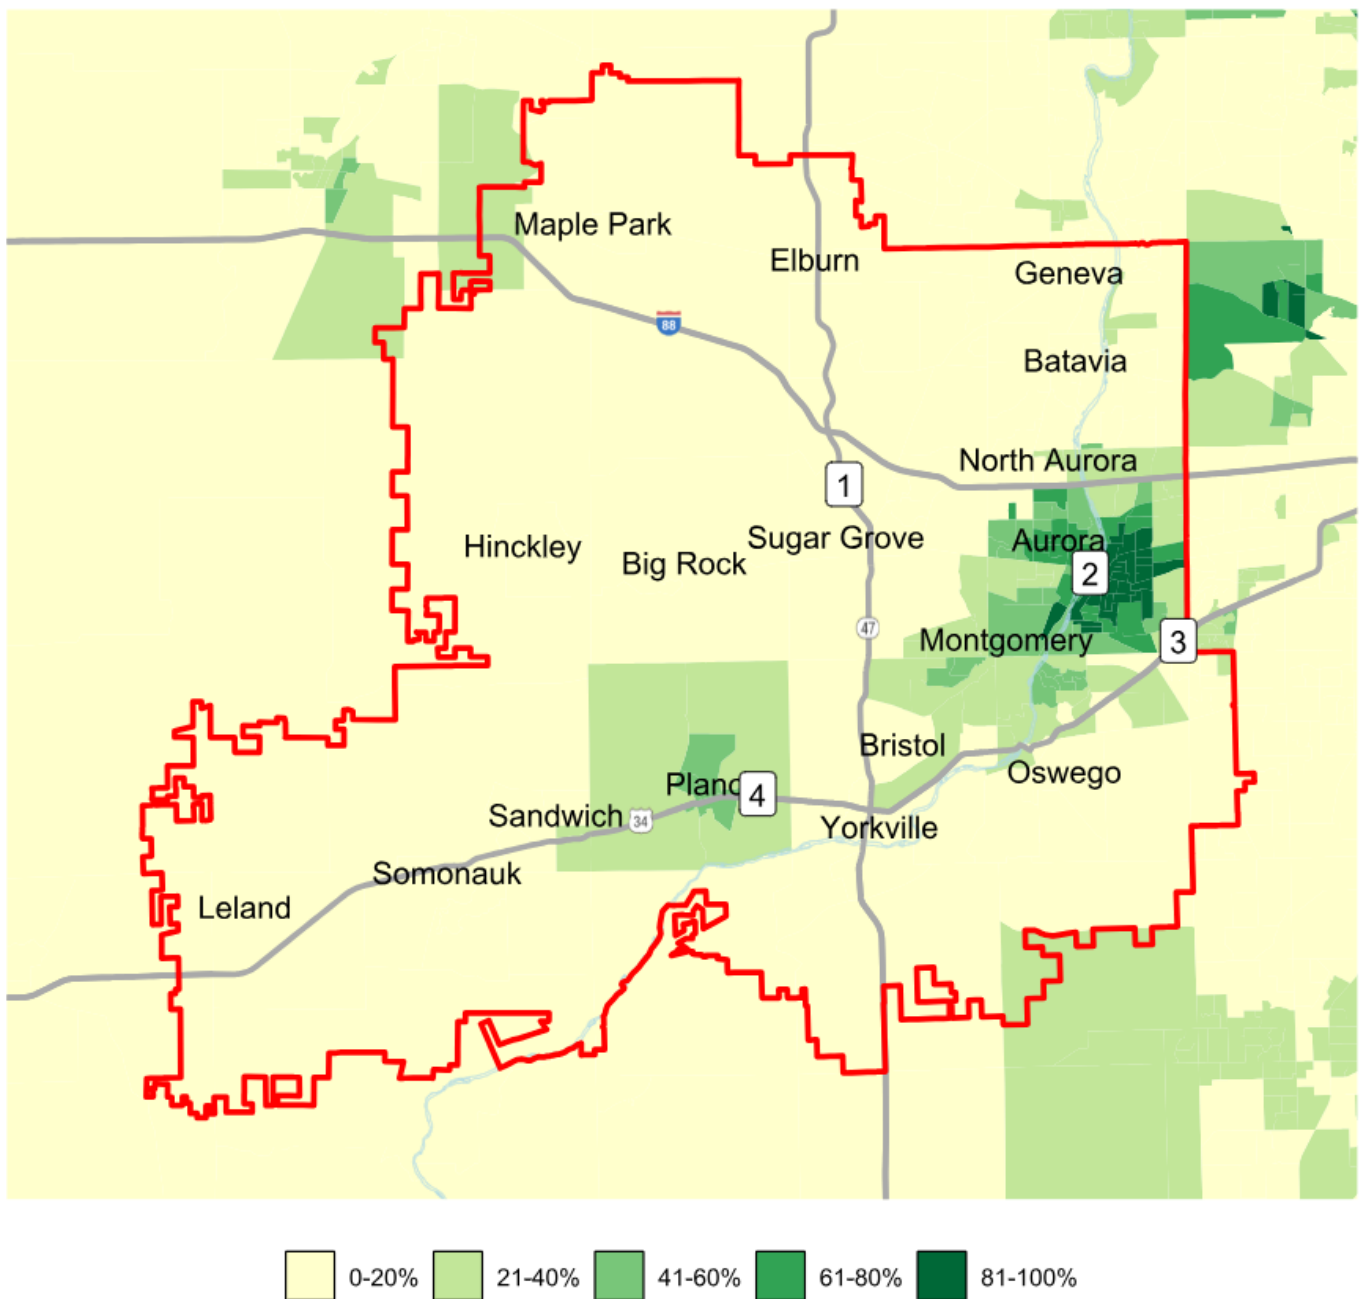 Maple Park
Elburn
Geneva
88
Batavia
North Aurora
1
Sugar Grove
Aurora
Hinckley
Big Rock
2
47
Montgomery
3
Bristol
Oswego
Plano
4
Sandwich
34
Yorkville
Somonauk
Leland
0-20% 21-40% 41-60% 61-80% 81-100%